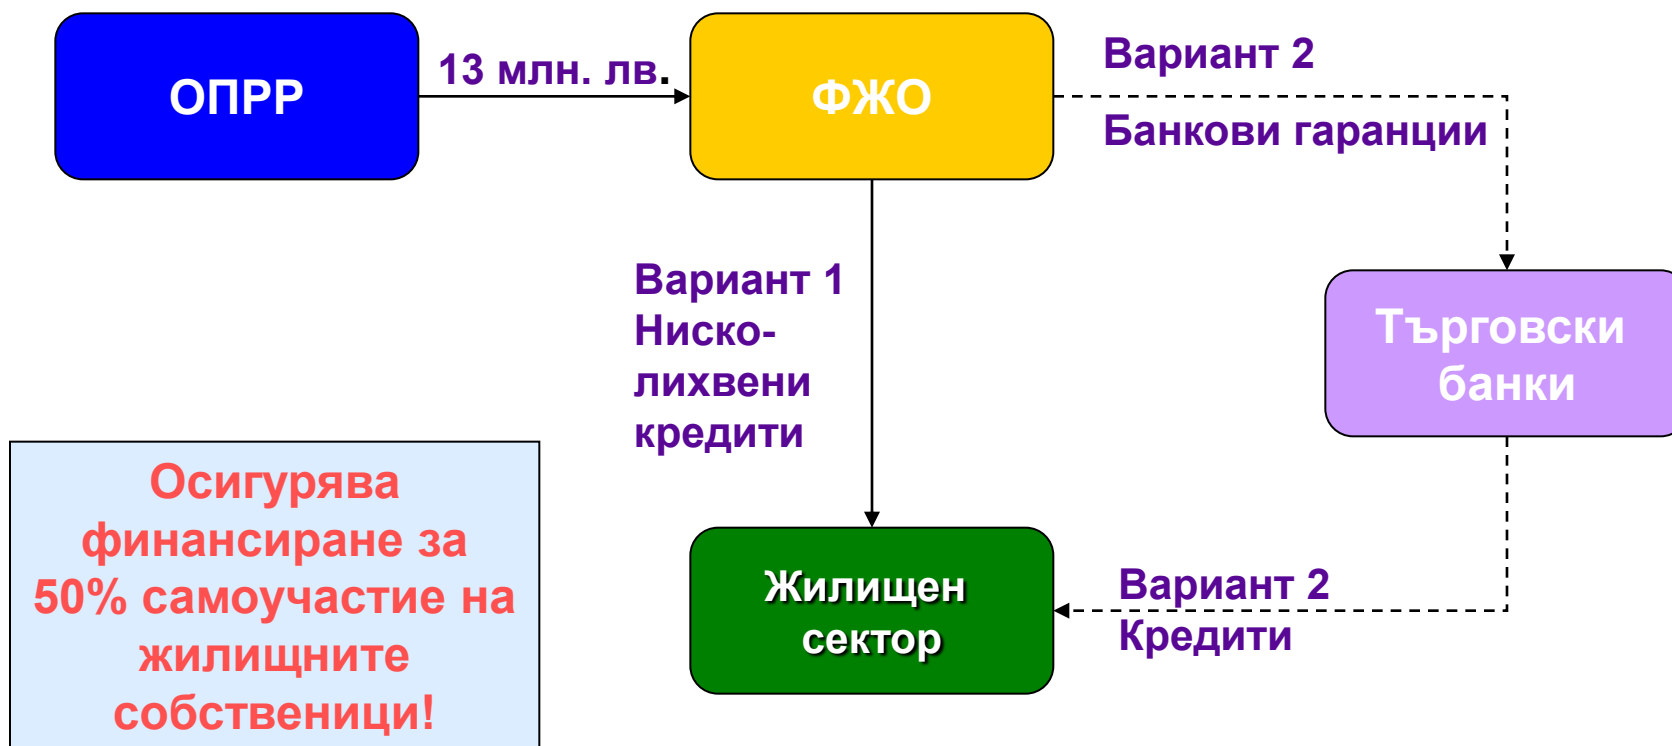 ОПРР
13 млн. лв.
ФЖО
Вариант 2
Банкови гаранции
Вариант 1
Ниско-
лихвени
кредити
Търговски
банки
Осигурява
финансиране за
50% самоучастие на
жилищните
собственици!
Жилищен
сектор
Вариант 2
Кредити